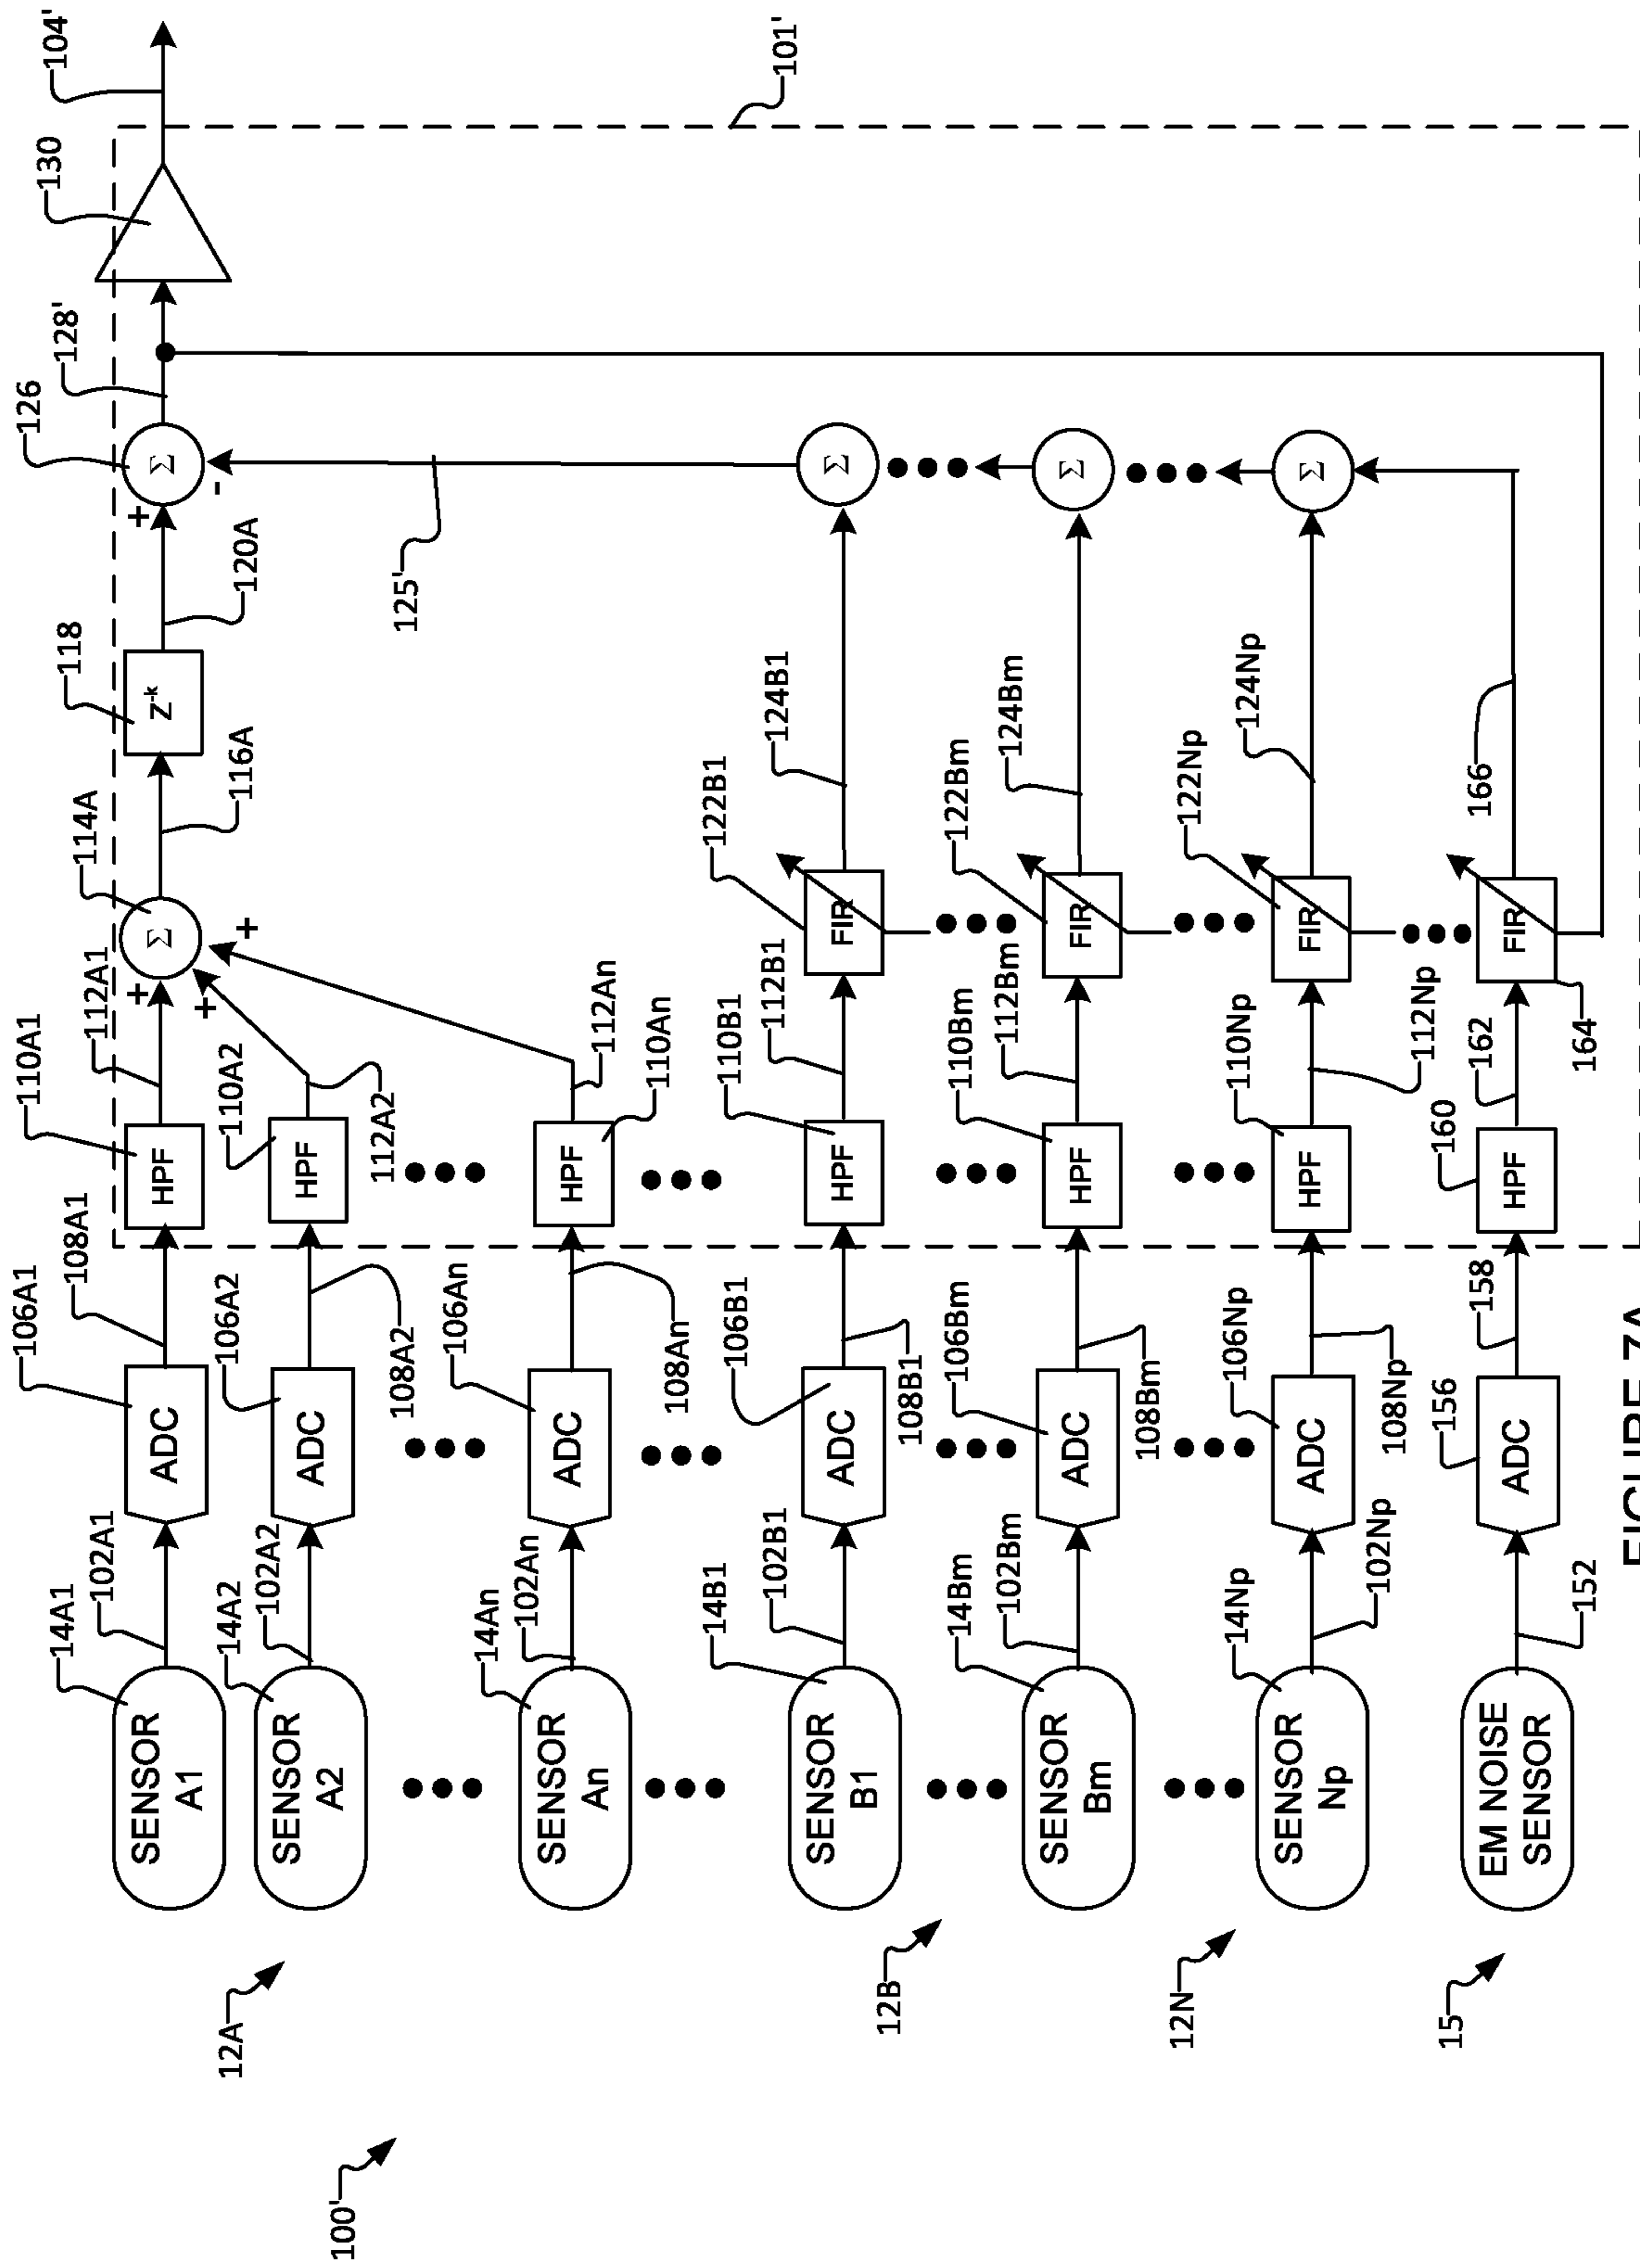 100'
12A
12B
12N
15
SENSOR
A1
14A1
102A1
ADC
106A1
108A1
HPF
110A1
112A1
+
+
+
Σ
114A
116A
Z-k
118
120A
+
-
Σ
126
128'
130
104'
101'
SENSOR
A2
14A2
102A2
ADC
106A2
108A2
HPF
110A2
112A2
SENSOR
An
14An
102An
ADC
106An
108An
HPF
110An
112An
125'
SENSOR
B1
14B1
102B1
ADC
106B1
108B1
HPF
110B1
112B1
FIR
122B1
124B1
Σ
SENSOR
Bm
14Bm
102Bm
ADC
106Bm
108Bm
HPF
110Bm
112Bm
FIR
122Bm
124Bm
Σ
SENSOR
Np
14Np
102Np
ADC
106Np
108Np
HPF
110Np
112Np
FIR
122Np
124Np
Σ
EM NOISE
SENSOR
152
ADC
156
158
HPF
160
162
FIR
164
166
FIGURE 7A